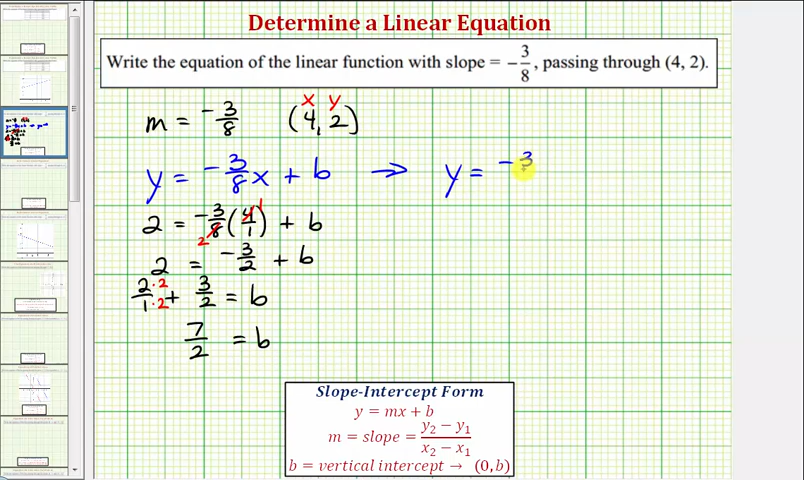 Determine a Linear Equation
Write the equation of the linear function with slope = -3/8, passing through (4, 2).
x y
m = -3/8 (4, 2)
y = -3/8 x + b → y = -3
2 = -3/8 (4/1) + b
2 1
2 = -3/2 + b
2/1 ·2/·2 + 3/2 = b
7/2 = b
Slope-Intercept Form
y = mx + b
m = slope = (y₂ − y₁)/(x₂ − x₁)
b = vertical intercept → (0, b)